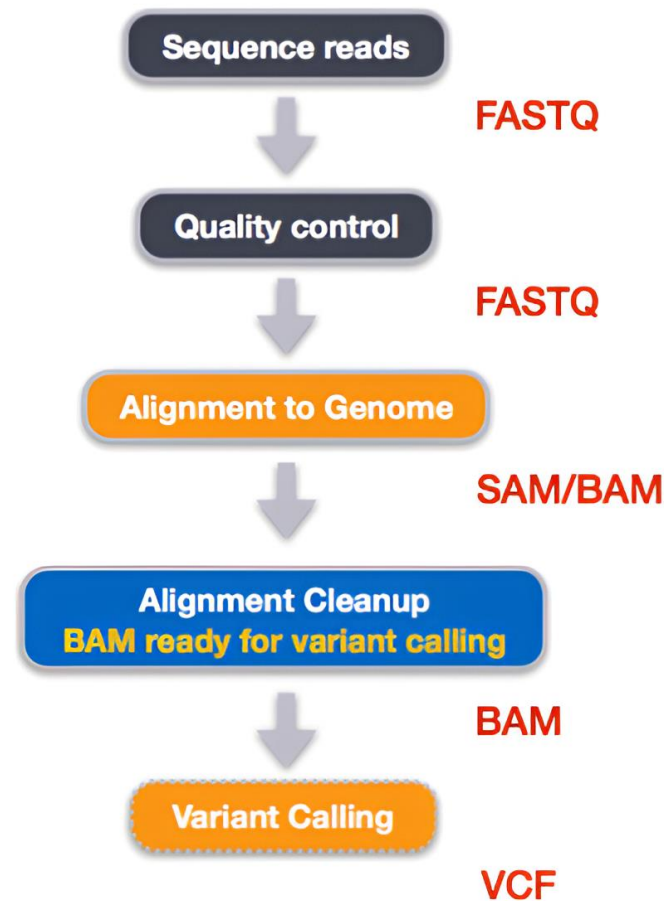 Sequence reads
FASTQ
Quality control
FASTQ
Alignment to Genome
SAM/BAM
Alignment Cleanup
BAM ready for variant calling
BAM
Variant Calling
VCF